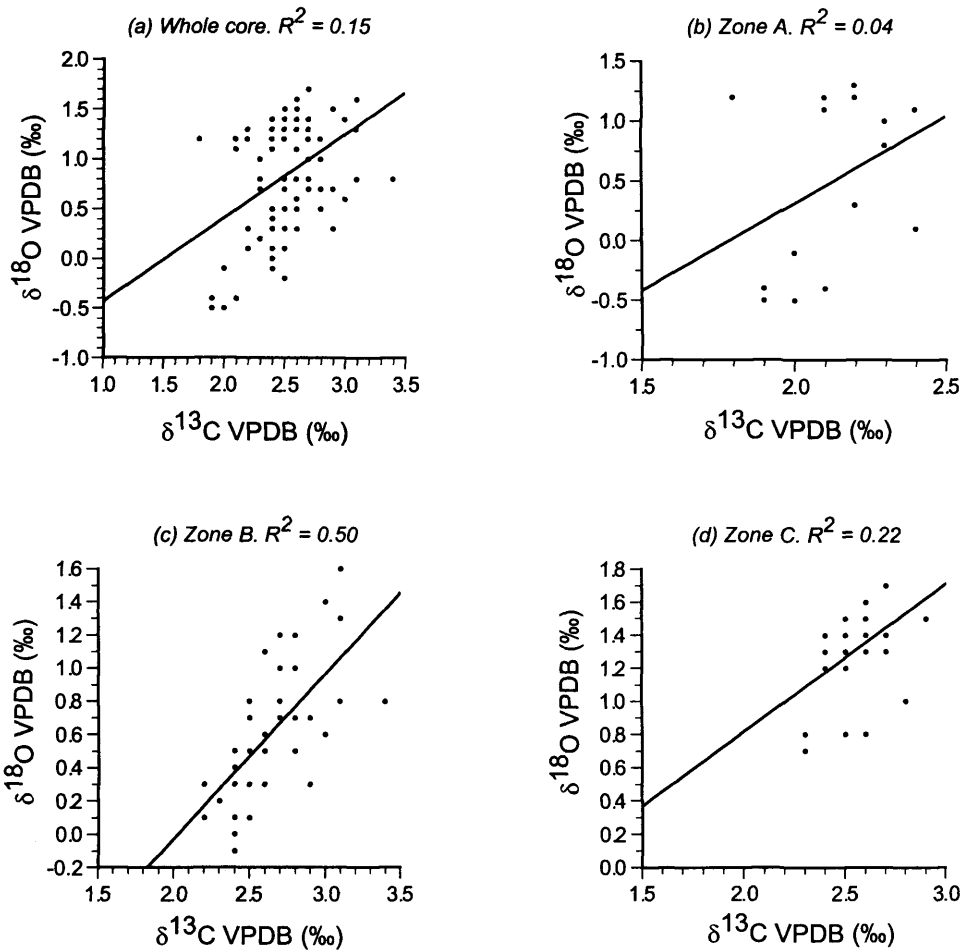 (a) Whole core. R² = 0.15
2.0
1.5
1.0
0.5
0.0
-0.5
-1.0
δ¹⁸O VPDB (‰)
1.0 1.5 2.0 2.5 3.0 3.5
δ¹³C VPDB (‰)
(b) Zone A. R² = 0.04
1.5
1.0
0.5
0.0
-0.5
-1.0
δ¹⁸O VPDB (‰)
1.5 2.0 2.5
δ¹³C VPDB (‰)
(c) Zone B. R² = 0.50
1.6
1.4
1.2
1.0
0.8
0.6
0.4
0.2
0.0
-0.2
δ¹⁸O VPDB (‰)
1.5 2.0 2.5 3.0 3.5
δ¹³C VPDB (‰)
(d) Zone C. R² = 0.22
1.8
1.6
1.4
1.2
1.0
0.8
0.6
0.4
0.2
0.0
δ¹⁸O VPDB (‰)
1.5 2.0 2.5 3.0
δ¹³C VPDB (‰)